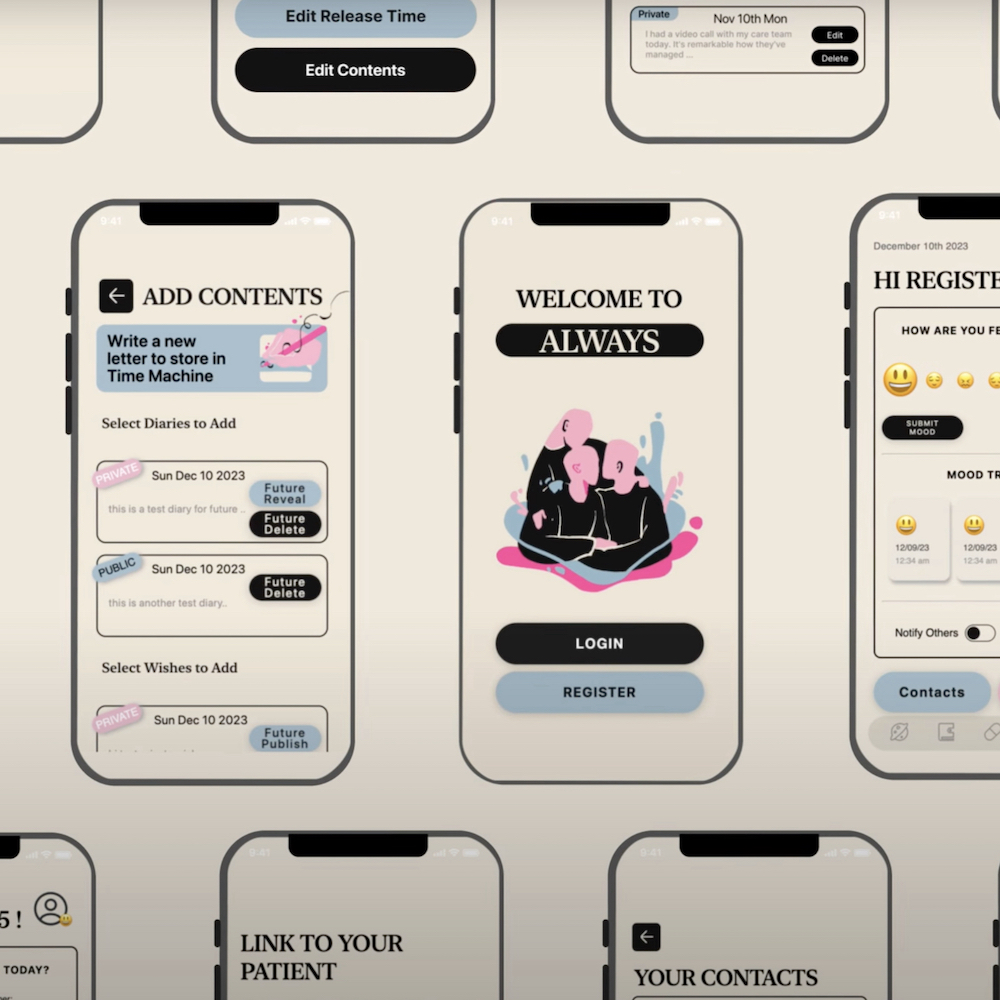 Edit Release Time
Edit Contents
Private
Nov 10th Mon
I had a video call with my care team
today. It's remarkable how they've
managed ...
Edit
Delete
9:41
ADD CONTENTS
Write a new
letter to store in
Time Machine
Select Diaries to Add
PRIVATE
Sun Dec 10 2023
this is a test diary for future ..
Future
Reveal
Future
Delete
PUBLIC
Sun Dec 10 2023
this is another test diary..
Future
Delete
Select Wishes to Add
PRIVATE
Sun Dec 10 2023
Future
Publish
9:41
WELCOME TO
ALWAYS
LOGIN
REGISTER
9:41
December 10th 2023
HI REGISTE
HOW ARE YOU FE
SUBMIT
MOOD
MOOD TR
12/09/23
12:34 am
12/09/23
12:34 am
Notify Others
Contacts
5 !
TODAY?
9:41
LINK TO YOUR
PATIENT
9:41
YOUR CONTACTS